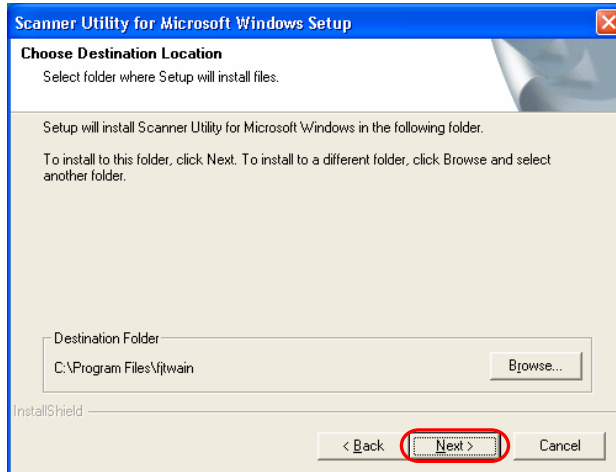 Scanner Utility for Microsoft Windows Setup
Choose Destination Location
Select folder where Setup will install files.
Setup will install Scanner Utility for Microsoft Windows in the following folder.
To install to this folder, click Next. To install to a different folder, click Browse and select
another folder.
Destination Folder
C:\Program Files\fjtwain
Browse...
InstallShield
< Back
Next >
Cancel